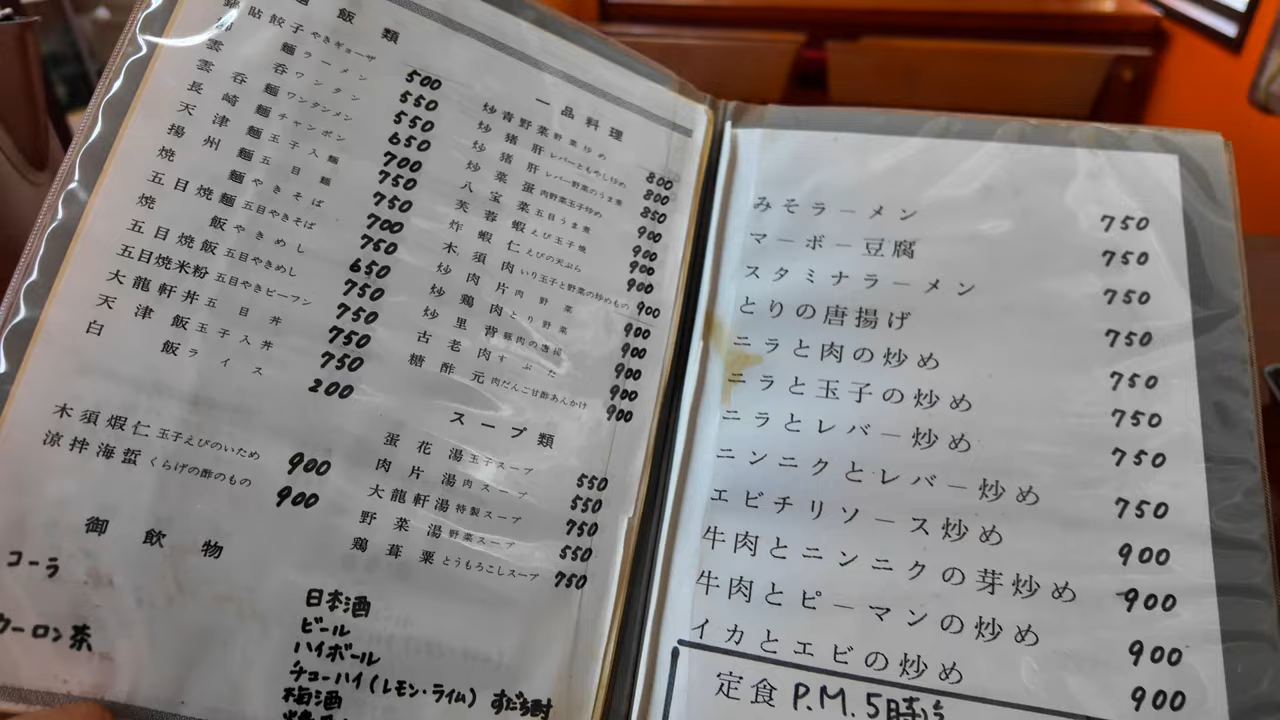 飯類
貼餃子 やきギョーザ 500
麺 ラーメン 550
雲呑 ワンタン 550
雲呑麺 ワンタンメン 650
長崎麺 チャンポン 700
天津麺 玉子入麺 750
揚州麺 五目麺 750
焼麺 やきそば 700
五目焼麺 五目やきそば 750
焼飯 やきめし 650
五目焼飯 五目やきめし 750
五目焼米粉 五目やきビーフン 750
大龍軒丼 五目丼 750
天津飯 玉子入丼 750
白飯 ライス 200
木須煆仁 玉子えびのいため 900
涼拌海蜇 くらげの酢のもの 900
一品料理
炒青野菜 野菜炒め 800
炒猪肝 レバーともやし炒め 800
炒猪肝 レバー野菜のうま煮 850
炒菜蛋 肉野菜玉子炒め 900
八宝菜 五目うま煮 900
芙蓉蝦 えび玉子焼 900
炸蝦仁 えびの天ぷら 900
木須肉 いり玉子と野菜の炒めもの 900
炒肉片 肉野菜 900
炒鶏肉 とり野菜 900
炒里背 豚肉の唐揚 900
古老肉 すぶた 900
糖酢元 肉だんご甘酢あんかけ 900
スープ類
蛋花湯 玉子スープ 550
肉片湯 肉スープ 550
大龍軒湯 特製スープ 750
野菜湯 野菜スープ 550
鶏茸粟 とうもろこしスープ 750
御飲物
コーラ
ウーロン茶
日本酒
ビール
ハイボール
チューハイ(レモン・ライム) すだち酎
梅酒
みそラーメン 750
マーボー豆腐 750
スタミナラーメン 750
とりの唐揚げ 750
ニラと肉の炒め 750
ニラと玉子の炒め 750
ニラとレバー炒め 750
ニンニクとレバー炒め 750
エビチリソース炒め 900
牛肉とニンニクの芽炒め 900
牛肉とピーマンの炒め 900
イカとエビの炒め 900
定食 P.M.5時